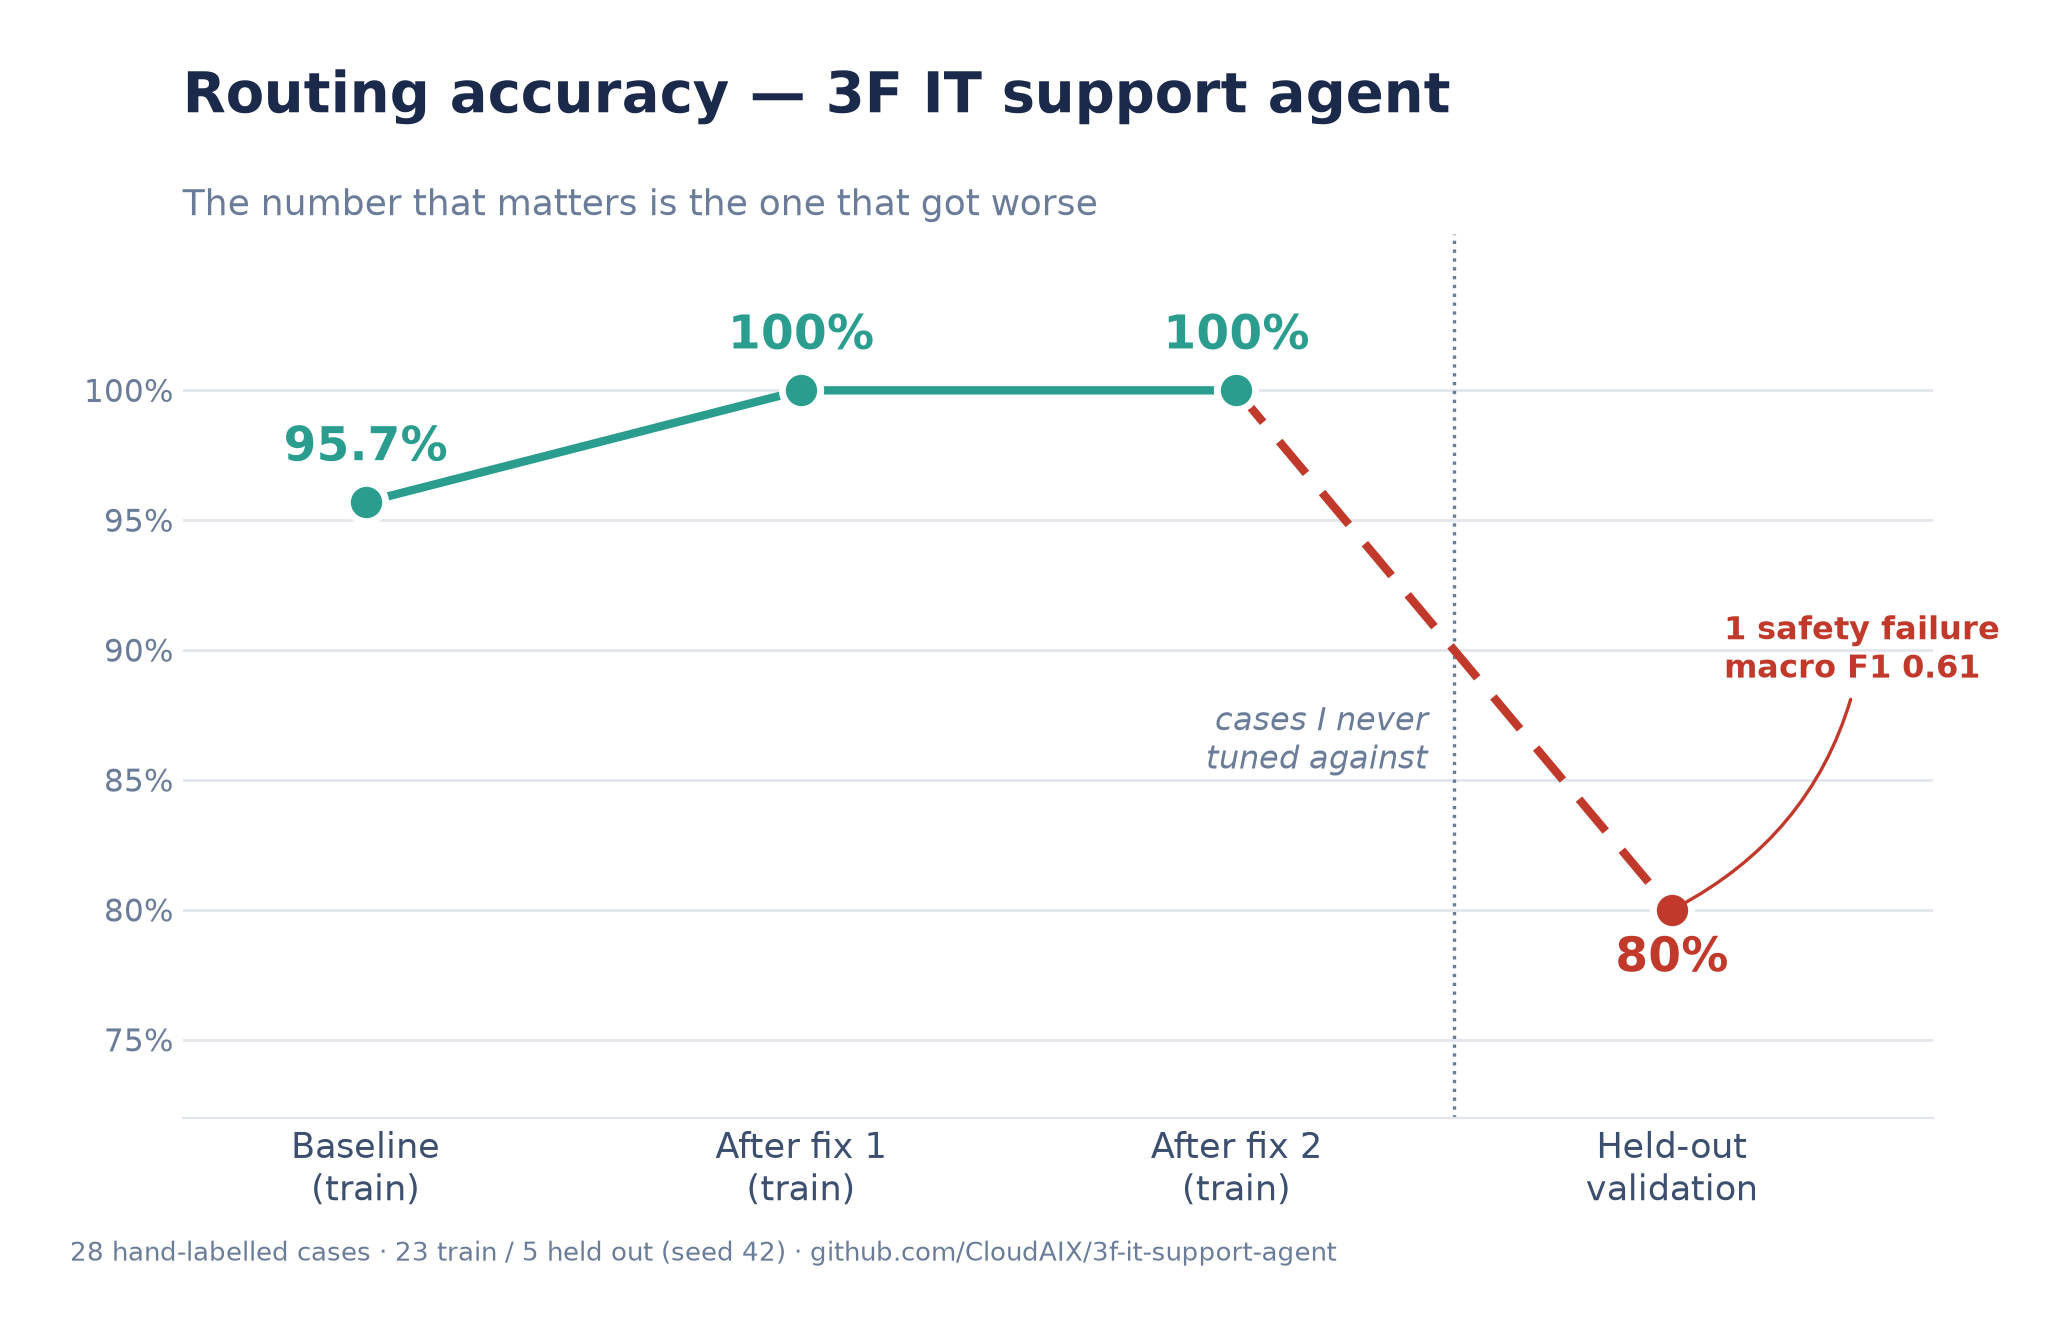 Routing accuracy — 3F IT support agent
The number that matters is the one that got worse
100%
100%
95.7%
100%
95%
90%
85%
80%
75%
1 safety failure
macro F1 0.61
cases I never
tuned against
80%
Baseline
(train)
After fix 1
(train)
After fix 2
(train)
Held-out
validation
28 hand-labelled cases · 23 train / 5 held out (seed 42) · github.com/CloudAIX/3f-it-support-agent